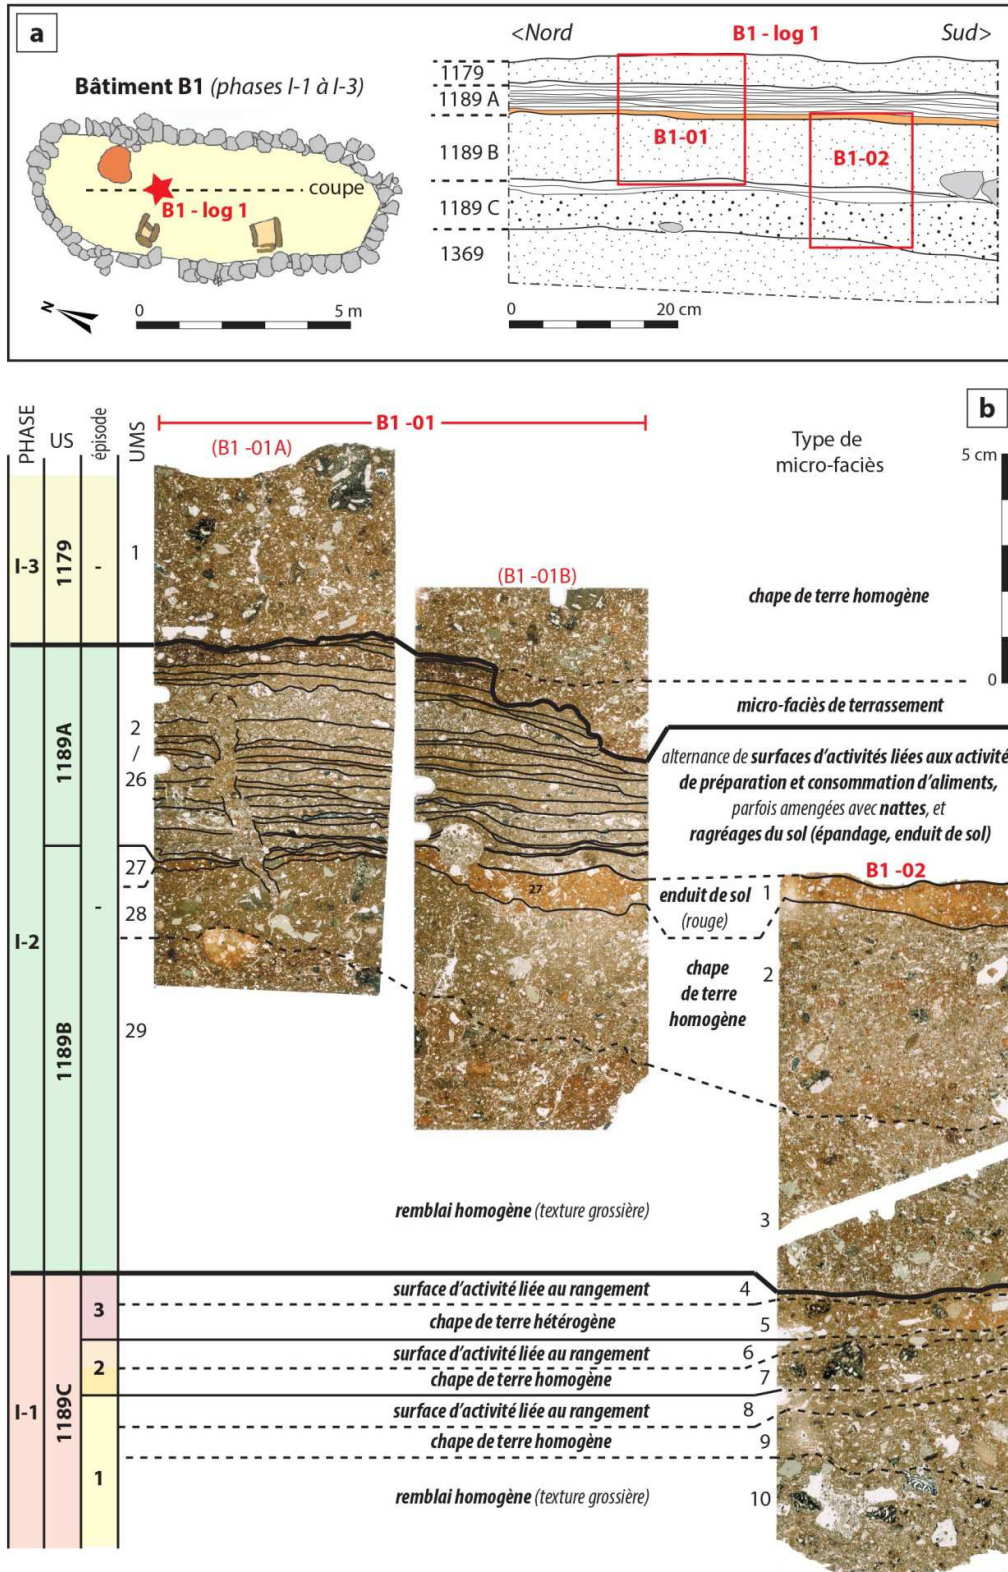 a
Bâtiment B1 (phases I-1 à I-3)
B1 - log 1
coupe
N
0 5 m
<Nord B1 - log 1 Sud>
1179
1189 A
1189 B
1189 C
1369
B1-01
B1-02
0 20 cm
b
PHASE US épisode UMS
B1 -01
(B1 -01A)
(B1 -01B)
Type de
micro-faciès
5 cm
0
I-3 1179 - 1
chape de terre homogène
micro-faciès de terrassement
I-2
1189A
2
/
26
alternance de surfaces d'activités liées aux activité
de préparation et consommation d'aliments,
parfois amengées avec nattes, et
ragréages du sol (épandage, enduit de sol)
B1 -02
27
27
enduit de sol
(rouge)
1
-
28
chape
de terre
homogène
2
1189B
29
remblai homogène (texture grossière)
3
I-1
1189C
3
surface d'activité liée au rangement 4
chape de terre hétérogène 5
2
surface d'activité liée au rangement 6
chape de terre homogène 7
1
surface d'activité liée au rangement 8
chape de terre homogène 9
remblai homogène (texture grossière) 10